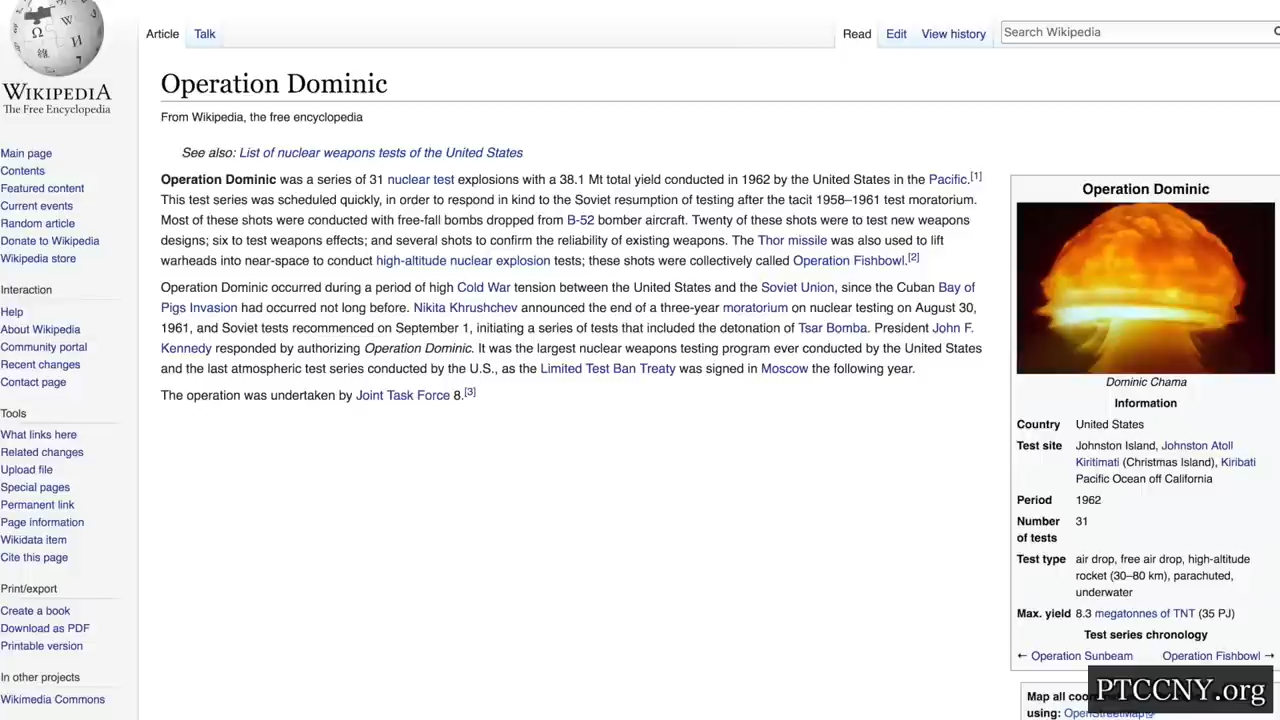 WIKIPEDIA
The Free Encyclopedia
Main page
Contents
Featured content
Current events
Random article
Donate to Wikipedia
Wikipedia store
Interaction
Help
About Wikipedia
Community portal
Recent changes
Contact page
Tools
What links here
Related changes
Upload file
Special pages
Permanent link
Page information
Wikidata item
Cite this page
Print/export
Create a book
Download as PDF
Printable version
In other projects
Wikimedia Commons
Article Talk
Read Edit View history
Search Wikipedia
Operation Dominic
From Wikipedia, the free encyclopedia
See also: List of nuclear weapons tests of the United States
Operation Dominic was a series of 31 nuclear test explosions with a 38.1 Mt total yield conducted in 1962 by the United States in the Pacific.[1]
This test series was scheduled quickly, in order to respond in kind to the Soviet resumption of testing after the tacit 1958–1961 test moratorium.
Most of these shots were conducted with free-fall bombs dropped from B-52 bomber aircraft. Twenty of these shots were to test new weapons
designs; six to test weapons effects; and several shots to confirm the reliability of existing weapons. The Thor missile was also used to lift
warheads into near-space to conduct high-altitude nuclear explosion tests; these shots were collectively called Operation Fishbowl.[2]
Operation Dominic occurred during a period of high Cold War tension between the United States and the Soviet Union, since the Cuban Bay of
Pigs Invasion had occurred not long before. Nikita Khrushchev announced the end of a three-year moratorium on nuclear testing on August 30,
1961, and Soviet tests recommenced on September 1, initiating a series of tests that included the detonation of Tsar Bomba. President John F.
Kennedy responded by authorizing Operation Dominic. It was the largest nuclear weapons testing program ever conducted by the United States
and the last atmospheric test series conducted by the U.S., as the Limited Test Ban Treaty was signed in Moscow the following year.
The operation was undertaken by Joint Task Force 8.[3]
Operation Dominic
Dominic Chama
Information
Country United States
Test site Johnston Island, Johnston Atoll
Kiritimati (Christmas Island), Kiribati
Pacific Ocean off California
Period 1962
Number 31
of tests
Test type air drop, free air drop, high-altitude
rocket (30–80 km), parachuted,
underwater
Max. yield 8.3 megatonnes of TNT (35 PJ)
Test series chronology
← Operation Sunbeam Operation Fishbowl →
Map all
using: OpenStreetMap
PTCCNY.org